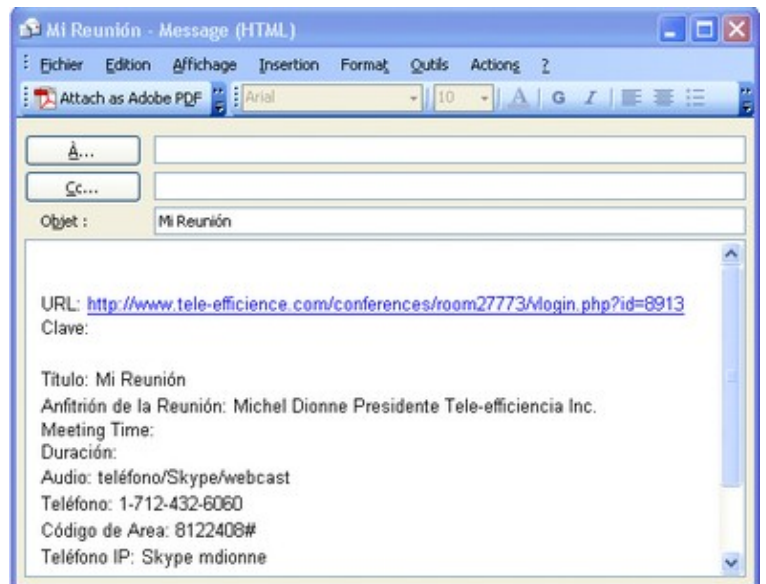 Mi Reunión - Message (HTML)
Fichier Edition Affichage Insertion Format Outils Actions ?
Attach as Adobe PDF Arial 10 A G I
À...
Cc...
Objet : Mi Reunión
URL: http://www.tele-efficience.com/conferences/room27773/vlogin.php?id=8913
Clave:
Título: Mi Reunión
Anfitrión de la Reunión: Michel Dionne Presidente Tele-efficiencia Inc.
Meeting Time:
Duración:
Audio: teléfono/Skype/webcast
Teléfono: 1-712-432-6060
Código de Area: 8122408#
Teléfono IP: Skype mdionne